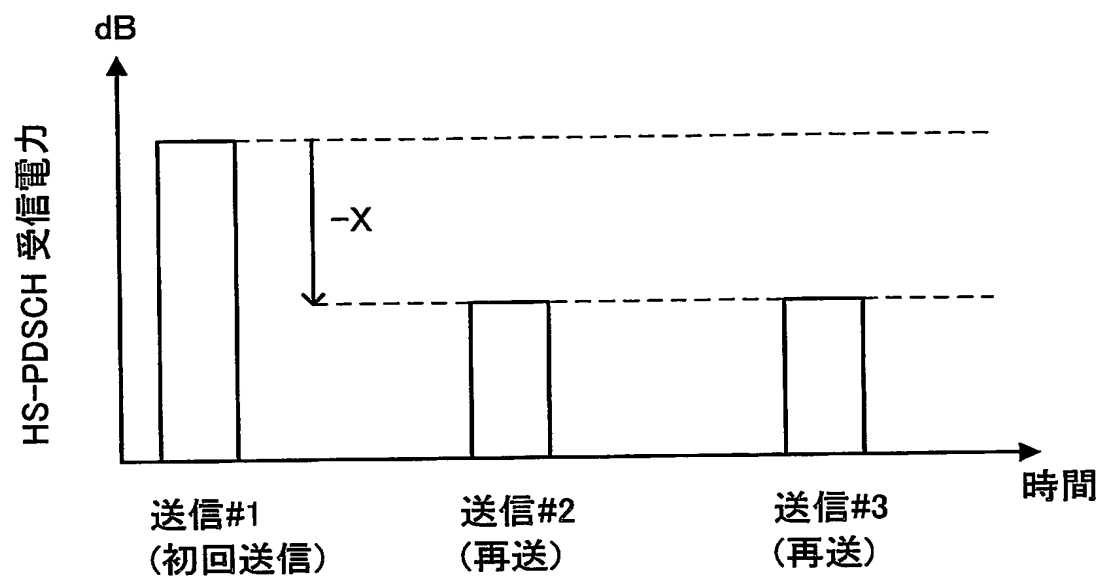 dB
HS-PDSCH 受信電力
-X
時間
送信#1
(初回送信)
送信#2
(再送)
送信#3
(再送)